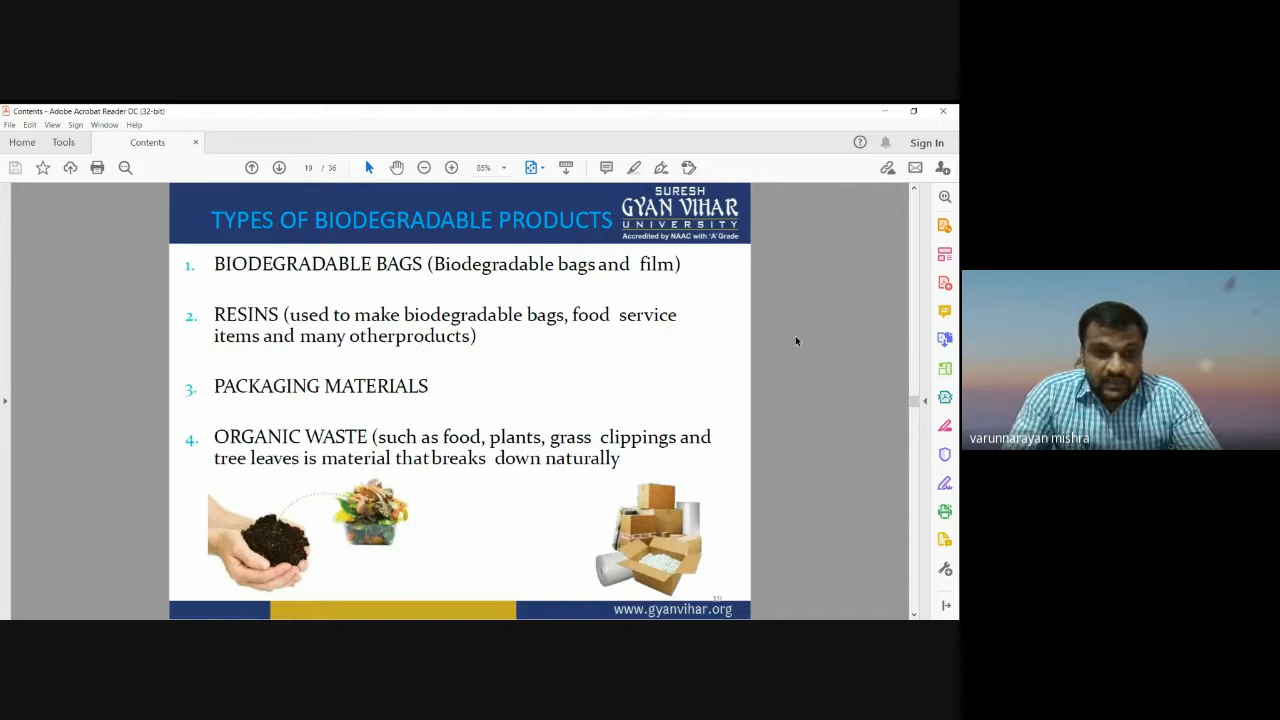 Contents - Adobe Acrobat Reader DC (32-bit)
File Edit View Sign Window Help
Home Tools Contents × Sign In
19 / 36 85%
SURESH
GYAN VIHAR
UNIVERSITY
Accredited by NAAC with 'A' Grade
TYPES OF BIODEGRADABLE PRODUCTS
1. BIODEGRADABLE BAGS (Biodegradable bags and film)
2. RESINS (used to make biodegradable bags, food service
items and many otherproducts)
3. PACKAGING MATERIALS
4. ORGANIC WASTE (such as food, plants, grass clippings and
tree leaves is material thatbreaks down naturally
19
www.gyanvihar.org
varunnarayan mishra